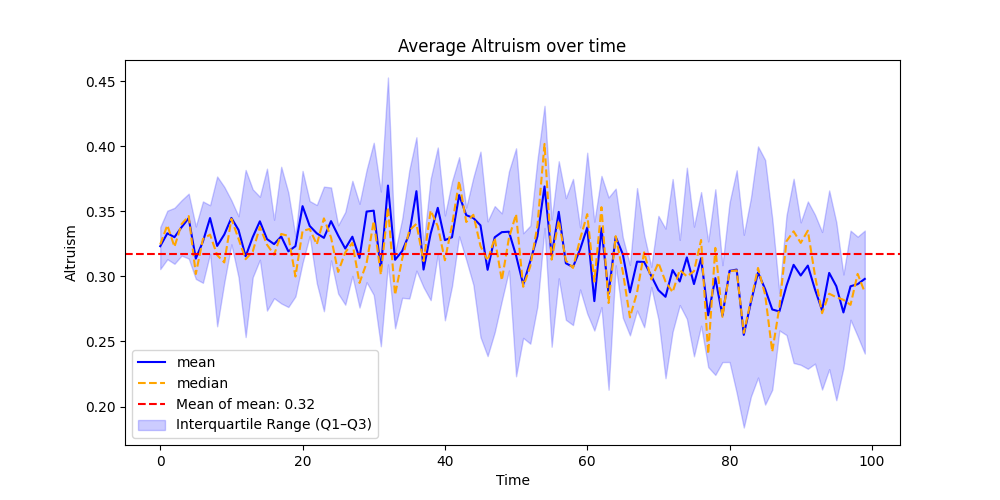 Average Altruism over time
Altruism
0.45
0.40
0.35
0.30
0.25
0.20
mean
median
Mean of mean: 0.32
Interquartile Range (Q1–Q3)
0
20
40
60
80
100
Time